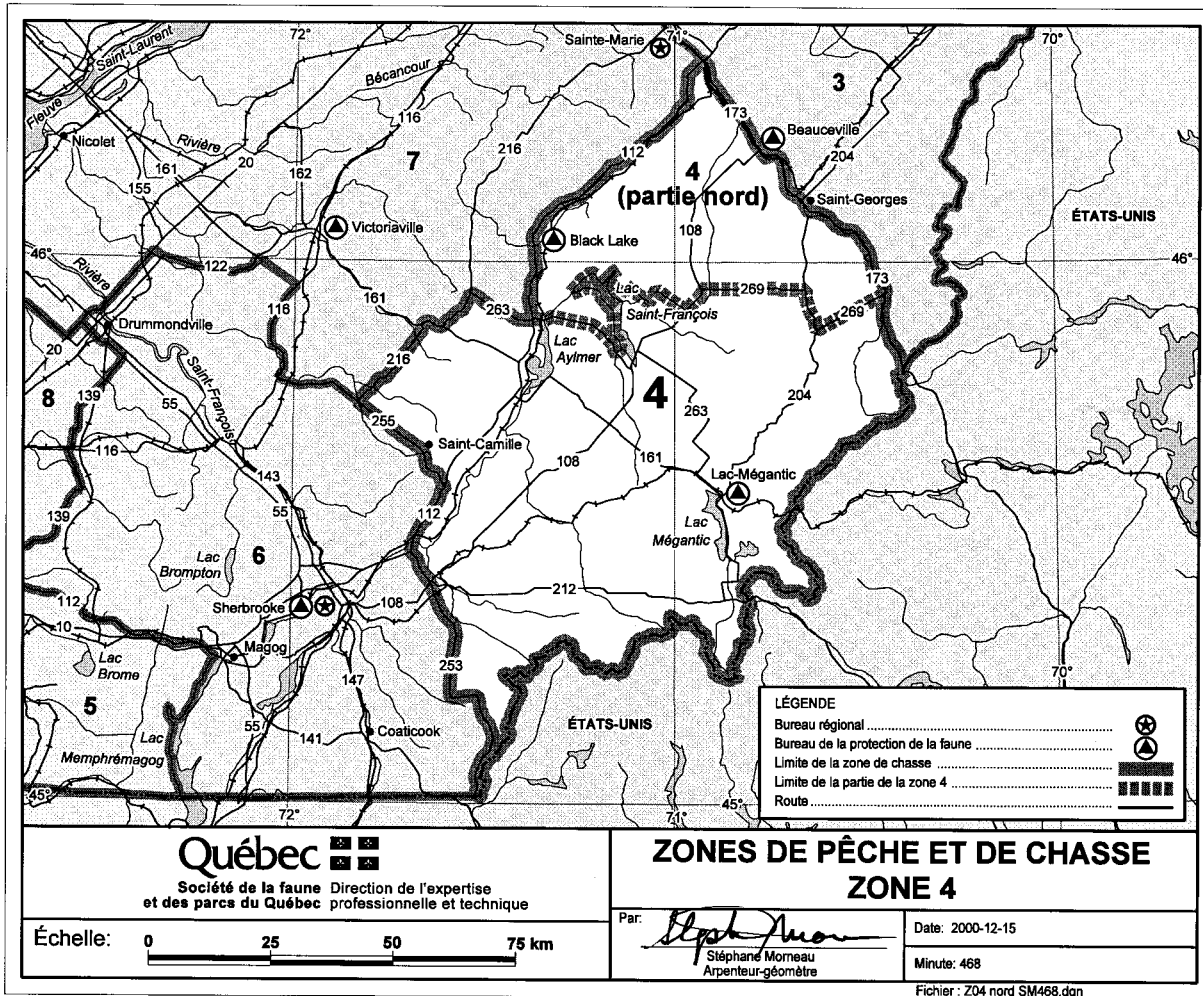 72°
Sainte-Marie
71°
70°
Fleuve Saint-Laurent
Bécancour
116
3
Nicolet
Rivière
161
20
162
155
7
216
112
173
Beauceville
204
4
(partie nord)
Saint-Georges
ÉTATS-UNIS
Victoriaville
Black Lake
108
46°
46°
Rivière
122
161
173
116
263
Lac
Saint-François
269
269
Drummondville
20
Saint-François
216
Lac
Aylmer
4
8
139
55
255
263
204
116
Saint-Camille
108
161
Lac-Mégantic
143
55
112
139
Lac
Mégantic
6
Lac
Brompton
212
112
Sherbrooke
108
10
Magog
Lac
Brome
253
147
70°
5
55
ÉTATS-UNIS
141
Coaticook
Lac
Memphrémagog
45°
72°
45°
71°
LÉGENDE
Bureau régional
Bureau de la protection de la faune
Limite de la zone de chasse
Limite de la partie de la zone 4
Route
Québec
Société de la faune et des parcs du Québec
Direction de l'expertise professionnelle et technique
Échelle: 0 25 50 75 km
ZONES DE PÊCHE ET DE CHASSE
ZONE 4
Par:
Stéphane Morneau
Arpenteur-géomètre
Date: 2000-12-15
Minute: 468
Fichier : Z04 nord SM468.dgn